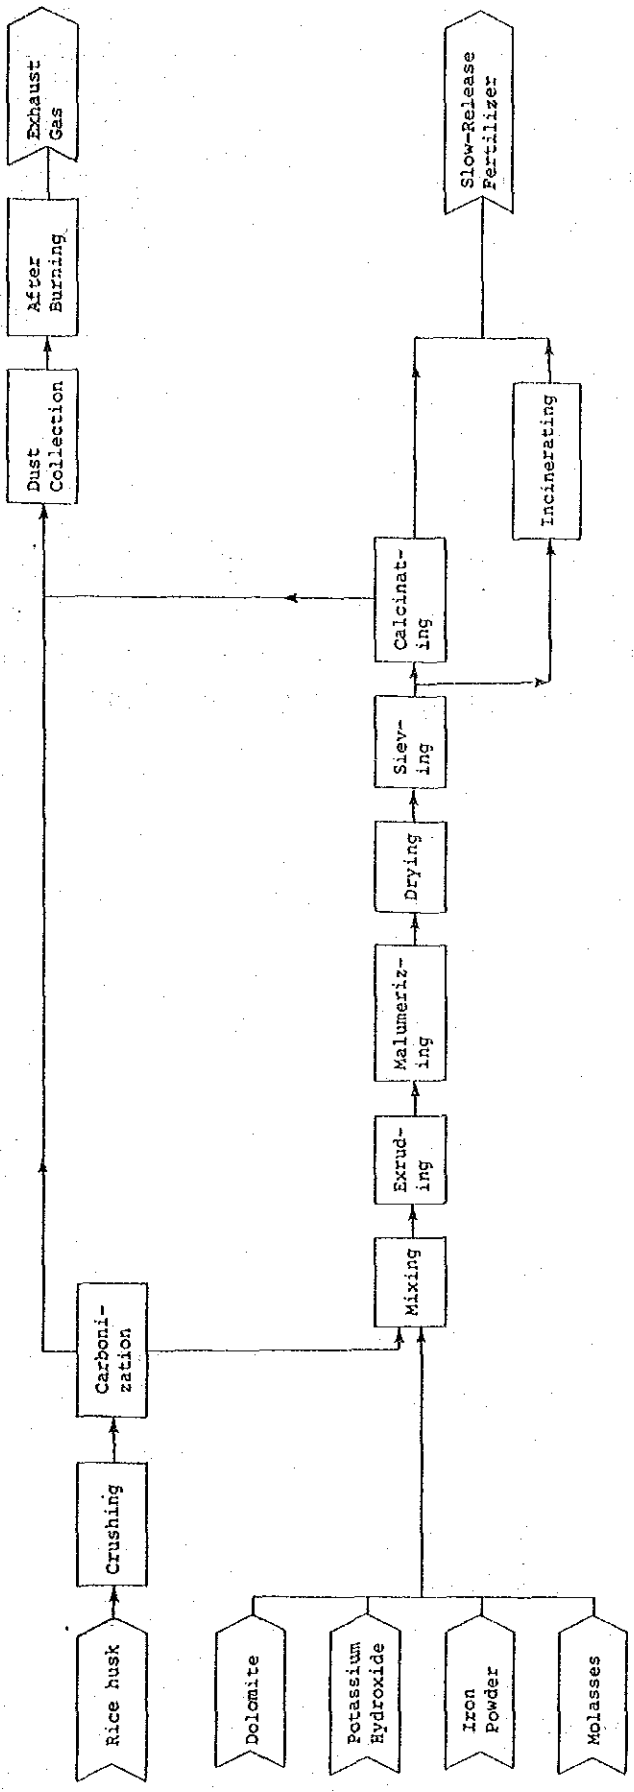 Rice husk
Crushing
Carboni-
zation
Dust
Collection
After
Burning
Exhaust
Gas
Dolomite
Potassium
Hydroxide
Iron
Powder
Molasses
Mixing
Exrud-
ing
Malumeriz-
ing
Drying
Siev-
ing
Calcinat-
ing
Incinerating
Slow-Release
Fertilizer